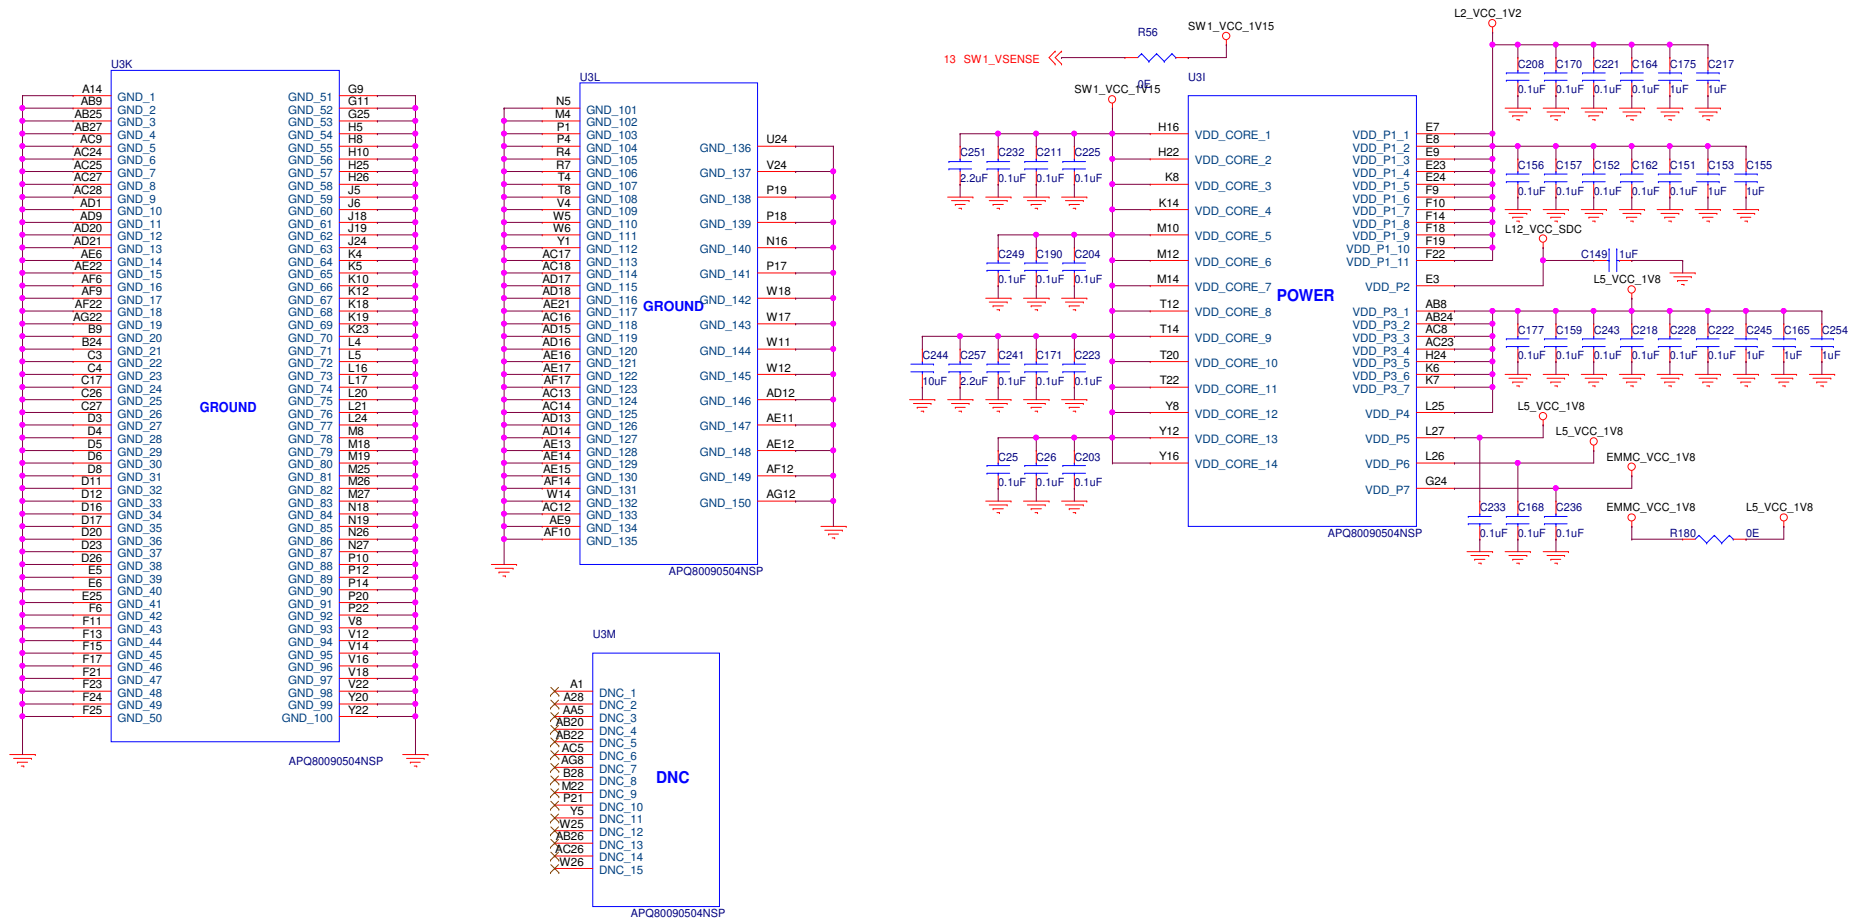 U3K
GROUND
A14 GND_1 GND_51 G9
AB9 GND_2 GND_52 G11
AB25 GND_3 GND_53 G25
AB27 GND_4 GND_54 H5
AC9 GND_5 GND_55 H8
AC24 GND_6 GND_56 H10
AC25 GND_7 GND_57 H25
AC27 GND_8 GND_58 H26
AC28 GND_9 GND_59 J5
AD1 GND_10 GND_60 J6
AD9 GND_11 GND_61 J18
AD20 GND_12 GND_62 J19
AD21 GND_13 GND_63 J24
AE6 GND_14 GND_64 K4
AE22 GND_15 GND_65 K5
AF6 GND_16 GND_66 K10
AF9 GND_17 GND_67 K12
AF22 GND_18 GND_68 K18
AG22 GND_19 GND_69 K19
B9 GND_20 GND_70 K23
B24 GND_21 GND_71 L4
C3 GND_22 GND_72 L5
C4 GND_23 GND_73 L16
C17 GND_24 GND_74 L17
C26 GND_25 GND_75 L20
C27 GND_26 GND_76 L21
D3 GND_27 GND_77 L24
D4 GND_28 GND_78 M8
D5 GND_29 GND_79 M18
D6 GND_30 GND_80 M19
D8 GND_31 GND_81 M25
D11 GND_32 GND_82 M26
D12 GND_33 GND_83 M27
D16 GND_34 GND_84 N18
D17 GND_35 GND_85 N19
D20 GND_36 GND_86 N26
D23 GND_37 GND_87 N27
D26 GND_38 GND_88 P10
E5 GND_39 GND_89 P12
E6 GND_40 GND_90 P14
E25 GND_41 GND_91 P20
F6 GND_42 GND_92 P22
F11 GND_43 GND_93 V8
F13 GND_44 GND_94 V12
F15 GND_45 GND_95 V14
F17 GND_46 GND_96 V16
F21 GND_47 GND_97 V18
F23 GND_48 GND_98 V22
F24 GND_49 GND_99 Y20
F25 GND_50 GND_100 Y22
APQ80090504NSP
U3L
GROUND
N5 GND_101
M4 GND_102
P1 GND_103
P4 GND_104
R4 GND_105
R7 GND_106
T4 GND_107
T8 GND_108
V4 GND_109
W5 GND_110
W6 GND_111
Y1 GND_112
AC17 GND_113
AC18 GND_114
AD17 GND_115
AD18 GND_116
AE21 GND_117
AC16 GND_118
AD15 GND_119
AD16 GND_120
AE16 GND_121
AE17 GND_122
AF17 GND_123
AC13 GND_124
AC14 GND_125
AD13 GND_126
AD14 GND_127
AE13 GND_128
AE14 GND_129
AE15 GND_130
AF14 GND_131
W14 GND_132
AC12 GND_133
AE9 GND_134
AF10 GND_135
GND_136 U24
GND_137 V24
GND_138 P19
GND_139 P18
GND_140 N16
GND_141 P17
GND_142 W18
GND_143 W17
GND_144 W11
GND_145 W12
GND_146 AD12
GND_147 AE11
GND_148 AE12
GND_149 AF12
GND_150 AG12
APQ80090504NSP
U3M
DNC
A1 DNC_1
A28 DNC_2
AA5 DNC_3
AB20 DNC_4
AB22 DNC_5
AC5 DNC_6
AG8 DNC_7
B28 DNC_8
M22 DNC_9
P21 DNC_10
Y5 DNC_11
W25 DNC_12
AB26 DNC_13
AC26 DNC_14
W26 DNC_15
APQ80090504NSP
13 SW1_VSENSE
R56
0E
SW1_VCC_1V15
SW1_VCC_1V15
C251 C232 C211 C225
2.2uF 0.1uF 0.1uF 0.1uF
C249 C190 C204
0.1uF 0.1uF 0.1uF
C244 C257 C241 C171 C223
10uF 2.2uF 0.1uF 0.1uF 0.1uF
C25 C26 C203
0.1uF 0.1uF 0.1uF
U3I
POWER
H16 VDD_CORE_1
H22 VDD_CORE_2
K8 VDD_CORE_3
K14 VDD_CORE_4
M10 VDD_CORE_5
M12 VDD_CORE_6
M14 VDD_CORE_7
T12 VDD_CORE_8
T14 VDD_CORE_9
T20 VDD_CORE_10
T22 VDD_CORE_11
Y8 VDD_CORE_12
Y12 VDD_CORE_13
Y16 VDD_CORE_14
VDD_P1_1 E7
VDD_P1_2 E8
VDD_P1_3 E9
VDD_P1_4 E23
VDD_P1_5 E24
VDD_P1_6 F9
VDD_P1_7 F10
VDD_P1_8 F14
VDD_P1_9 F18
VDD_P1_10 F19
VDD_P1_11 F22
VDD_P2 E3
VDD_P3_1 AB8
VDD_P3_2 AB24
VDD_P3_3 AC8
VDD_P3_4 AC23
VDD_P3_5 H24
VDD_P3_6 K6
VDD_P3_7 K7
VDD_P4 L25
VDD_P5 L27
VDD_P6 L26
VDD_P7 G24
APQ80090504NSP
L2_VCC_1V2
C208 C170 C221 C164 C175 C217
0.1uF 0.1uF 0.1uF 0.1uF 1uF 1uF
C156 C157 C152 C162 C151 C153 C155
0.1uF 0.1uF 0.1uF 0.1uF 0.1uF 1uF 1uF
L12_VCC_SDC
C149 1uF
L5_VCC_1V8
C177 C159 C243 C218 C228 C222 C245 C165 C254
0.1uF 0.1uF 0.1uF 0.1uF 0.1uF 0.1uF 1uF 1uF 1uF
L5_VCC_1V8
L5_VCC_1V8
EMMC_VCC_1V8
C233 C168 C236
0.1uF 0.1uF 0.1uF
EMMC_VCC_1V8 L5_VCC_1V8
R180 0E